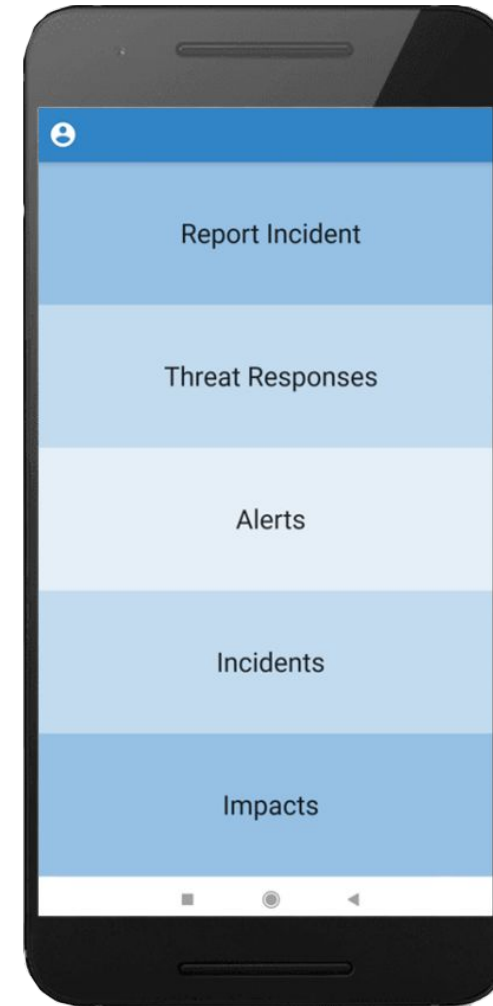 Report Incident
Threat Responses
Alerts
Incidents
Impacts